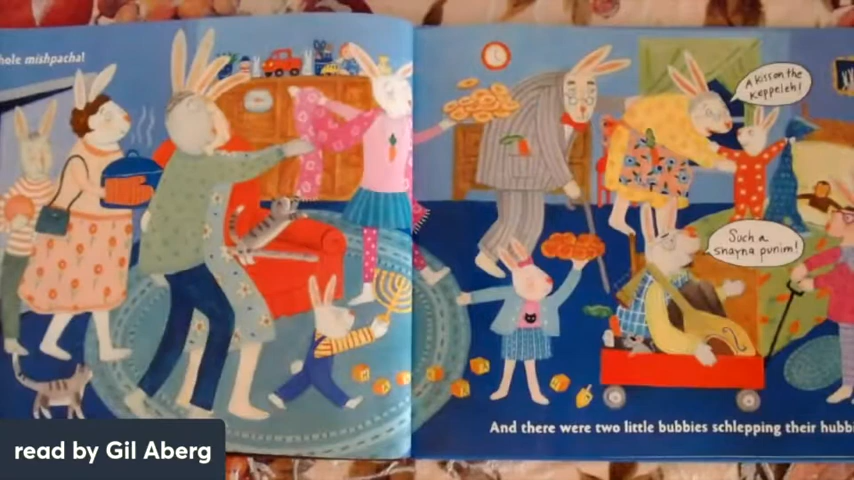 hole mishpacha!
A kiss on the
Keppeleh!
Such a
shayna punim!
And there were two little bubbies schlepping their hubbi
read by Gil Aberg